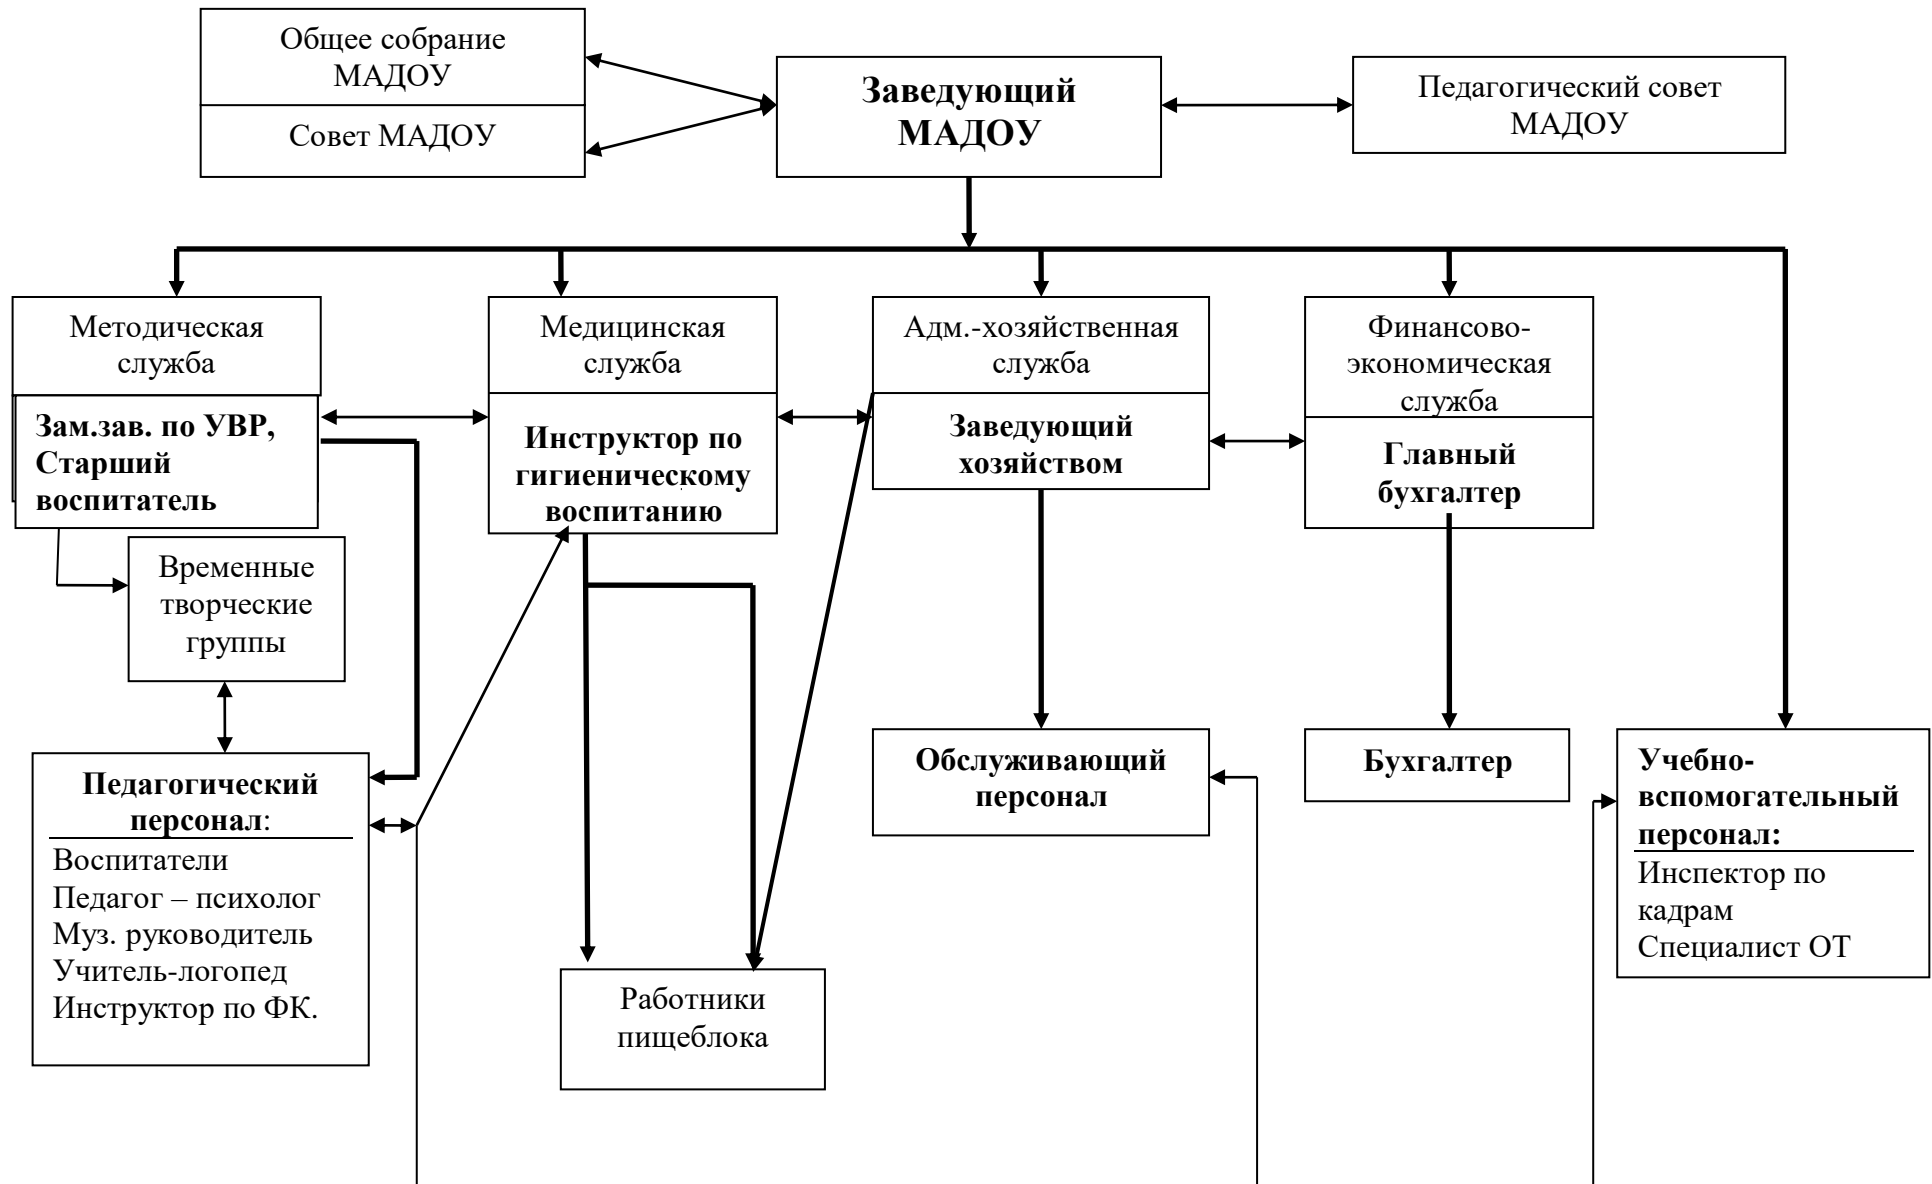 Общее собрание
МАДОУ
Совет МАДОУ
Заведующий
МАДОУ
Педагогический совет
МАДОУ
Методическая
служба
Зам.зав. по УВР,
Старший
воспитатель
Медицинская
служба
Инструктор по
гигиеническому
воспитанию
Адм.-хозяйственная
служба
Заведующий
хозяйством
Финансово-
экономическая
служба
Главный
бухгалтер
Временные
творческие
группы
Педагогический
персонал:
Воспитатели
Педагог – психолог
Муз. руководитель
Учитель-логопед
Инструктор по ФК.
Работники
пищеблока
Обслуживающий
персонал
Бухгалтер
Учебно-
вспомогательный
персонал:
Инспектор по
кадрам
Специалист ОТ